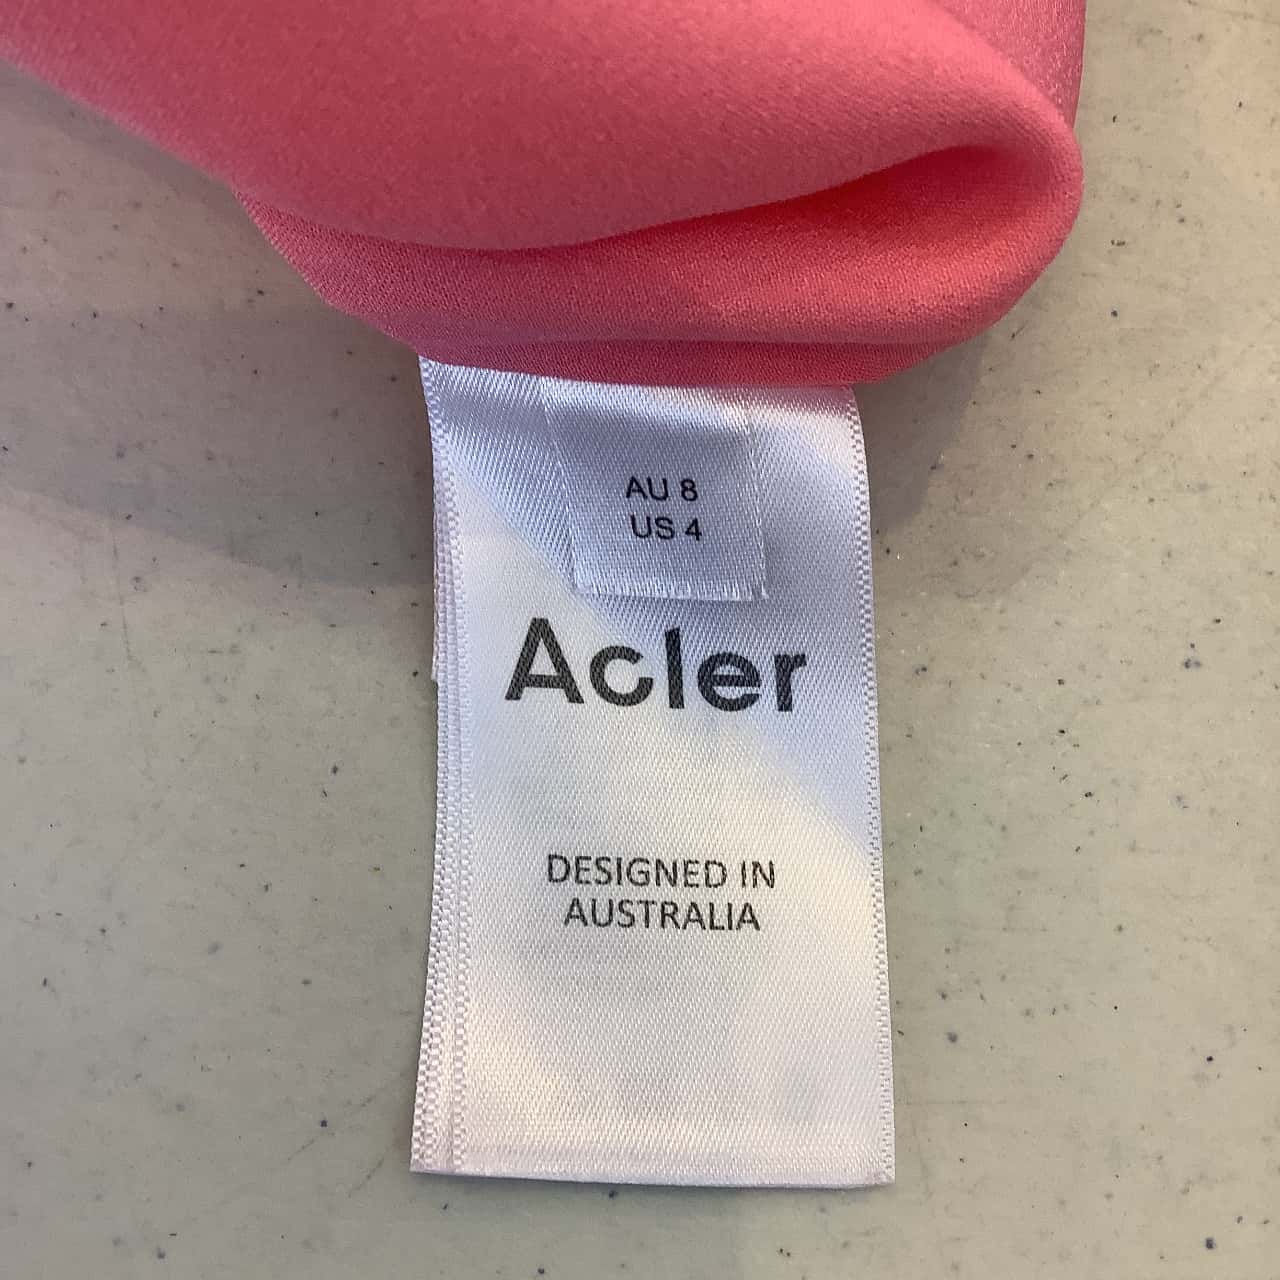 AU 8
US 4
Acler
DESIGNED IN
AUSTRALIA